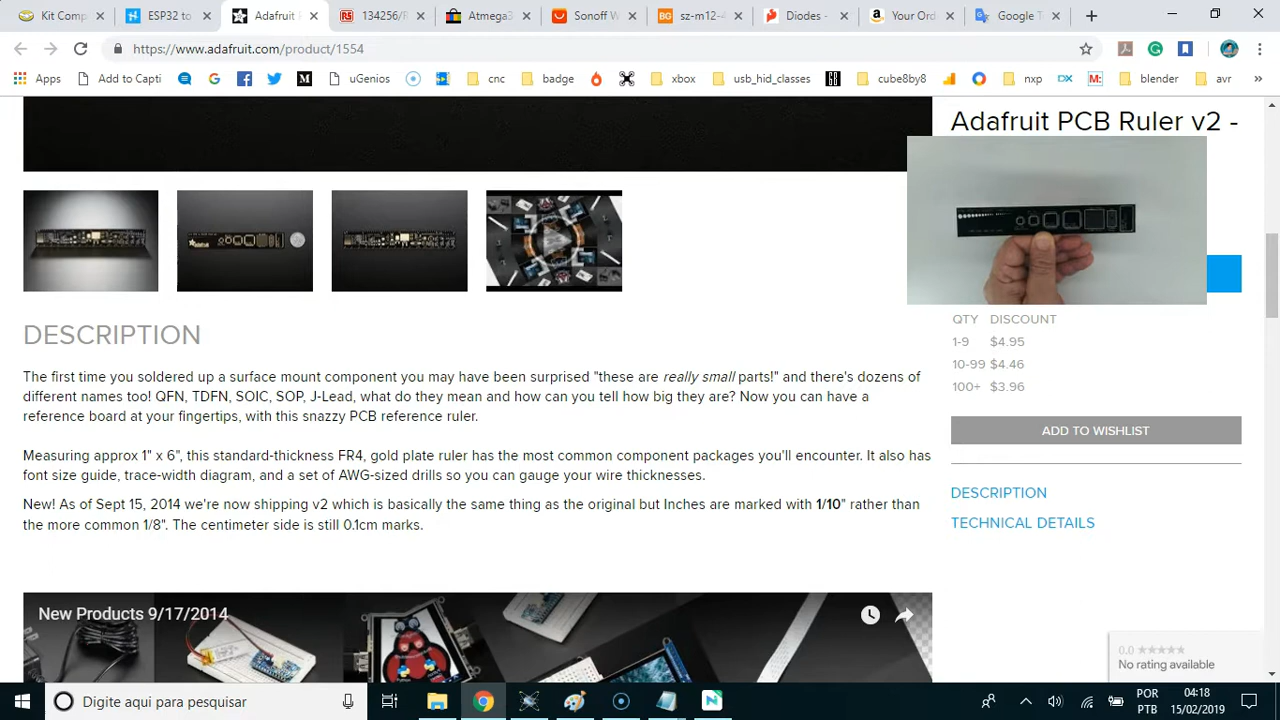 Kit Comp
ESP32 to
Adafruit P
134256/R
Atmega3
Sonoff W
sz-m12-4
Diodes -
Your Ord
Google T
https://www.adafruit.com/product/1554
Apps
Add to Capti
uGenios
cnc
badge
xbox
usb_hid_classes
cube8by8
nxp
DX
M:
blender
avr
Adafruit PCB Ruler v2 -
DESCRIPTION
The first time you soldered up a surface mount component you may have been surprised "these are really small parts!" and there's dozens of
different names too! QFN, TDFN, SOIC, SOP, J-Lead, what do they mean and how can you tell how big they are? Now you can have a
reference board at your fingertips, with this snazzy PCB reference ruler.
Measuring approx 1" x 6", this standard-thickness FR4, gold plate ruler has the most common component packages you'll encounter. It also has
font size guide, trace-width diagram, and a set of AWG-sized drills so you can gauge your wire thicknesses.
New! As of Sept 15, 2014 we're now shipping v2 which is basically the same thing as the original but Inches are marked with 1/10" rather than
the more common 1/8". The centimeter side is still 0.1cm marks.
New Products 9/17/2014
QTY DISCOUNT
1-9 $4.95
10-99 $4.46
100+ $3.96
ADD TO WISHLIST
DESCRIPTION
TECHNICAL DETAILS
0.0
No rating available
Digite aqui para pesquisar
POR
PTB
04:18
15/02/2019